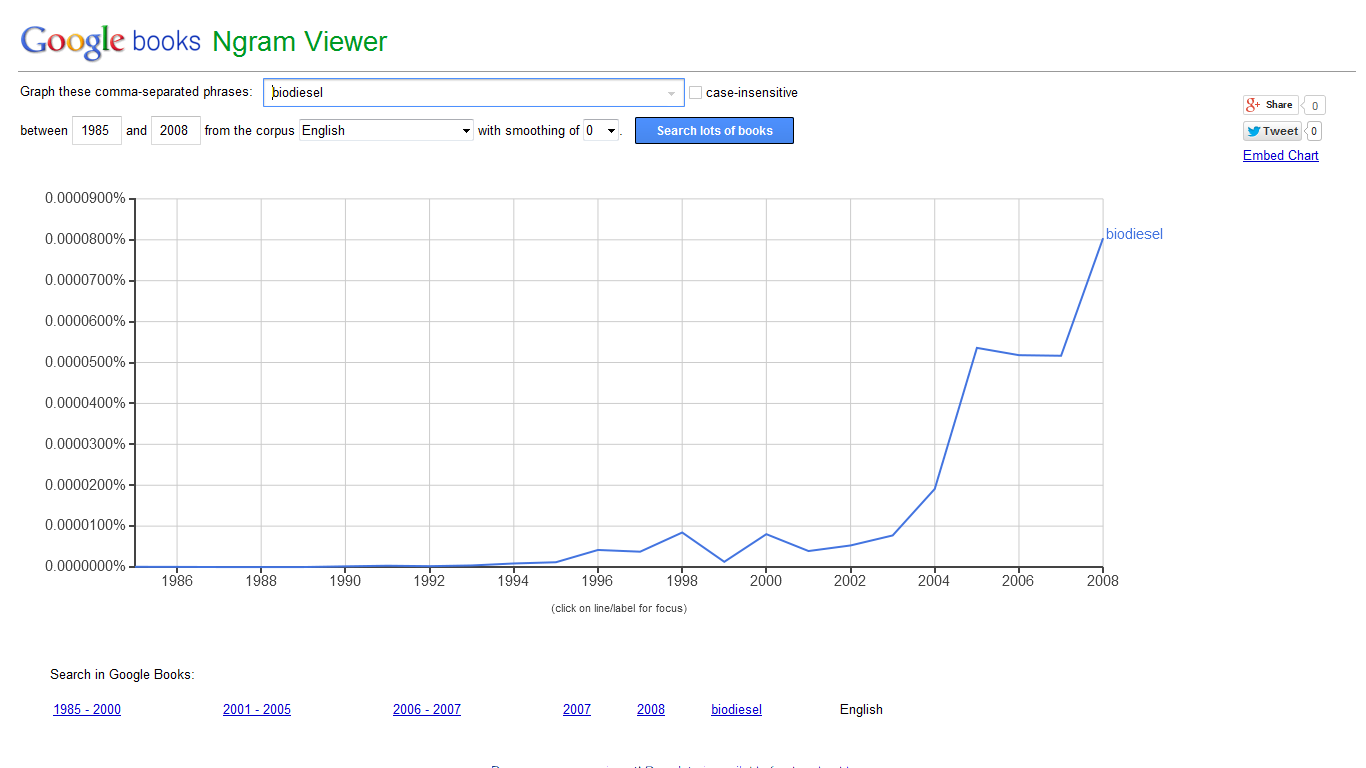 Google books Ngram Viewer
Graph these comma-separated phrases: biodiesel case-insensitive
between 1985 and 2008 from the corpus English with smoothing of 0 . Search lots of books
Share 0
Tweet 0
Embed Chart
0.0000900%
0.0000800%
0.0000700%
0.0000600%
0.0000500%
0.0000400%
0.0000300%
0.0000200%
0.0000100%
0.0000000%
biodiesel
1986 1988 1990 1992 1994 1996 1998 2000 2002 2004 2006 2008
(click on line/label for focus)
Search in Google Books:
1985 - 2000 2001 - 2005 2006 - 2007 2007 2008 biodiesel English